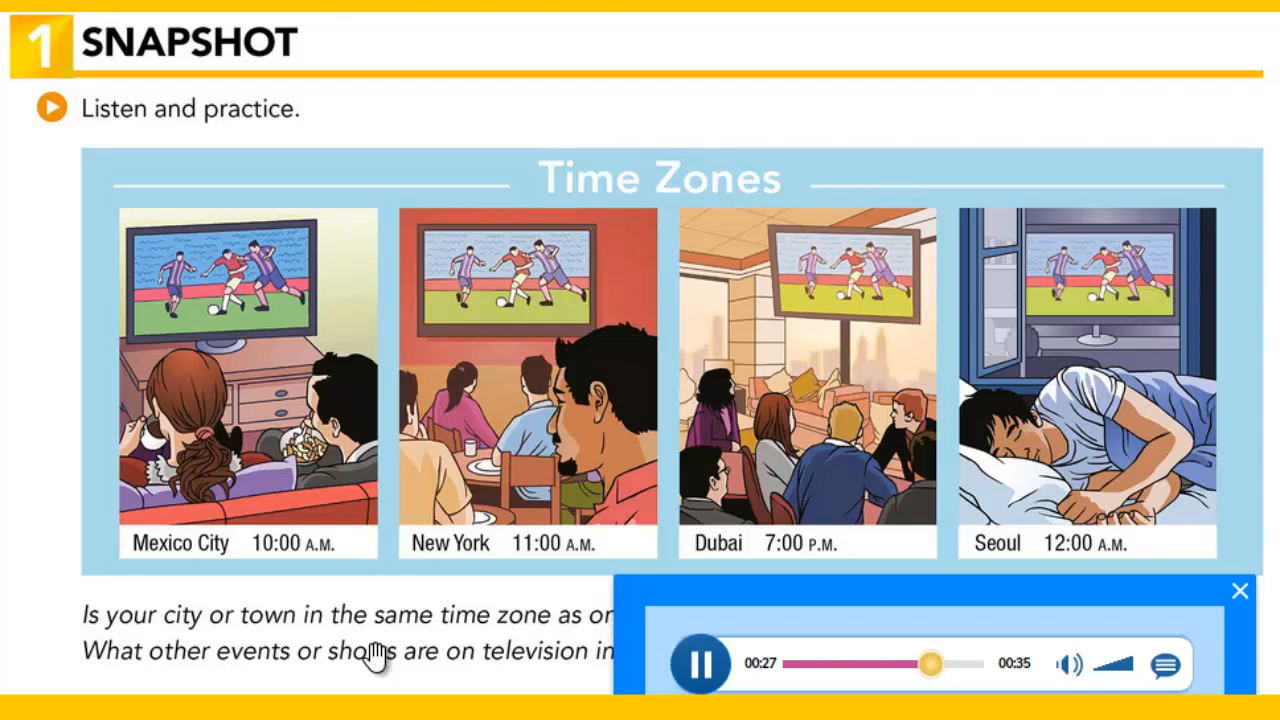 1 SNAPSHOT
Listen and practice.
Time Zones
Mexico City 10:00 A.M.
New York 11:00 A.M.
Dubai 7:00 P.M.
Seoul 12:00 A.M.
Is your city or town in the same time zone as
What other events or shows are on television in
00:27
00:35